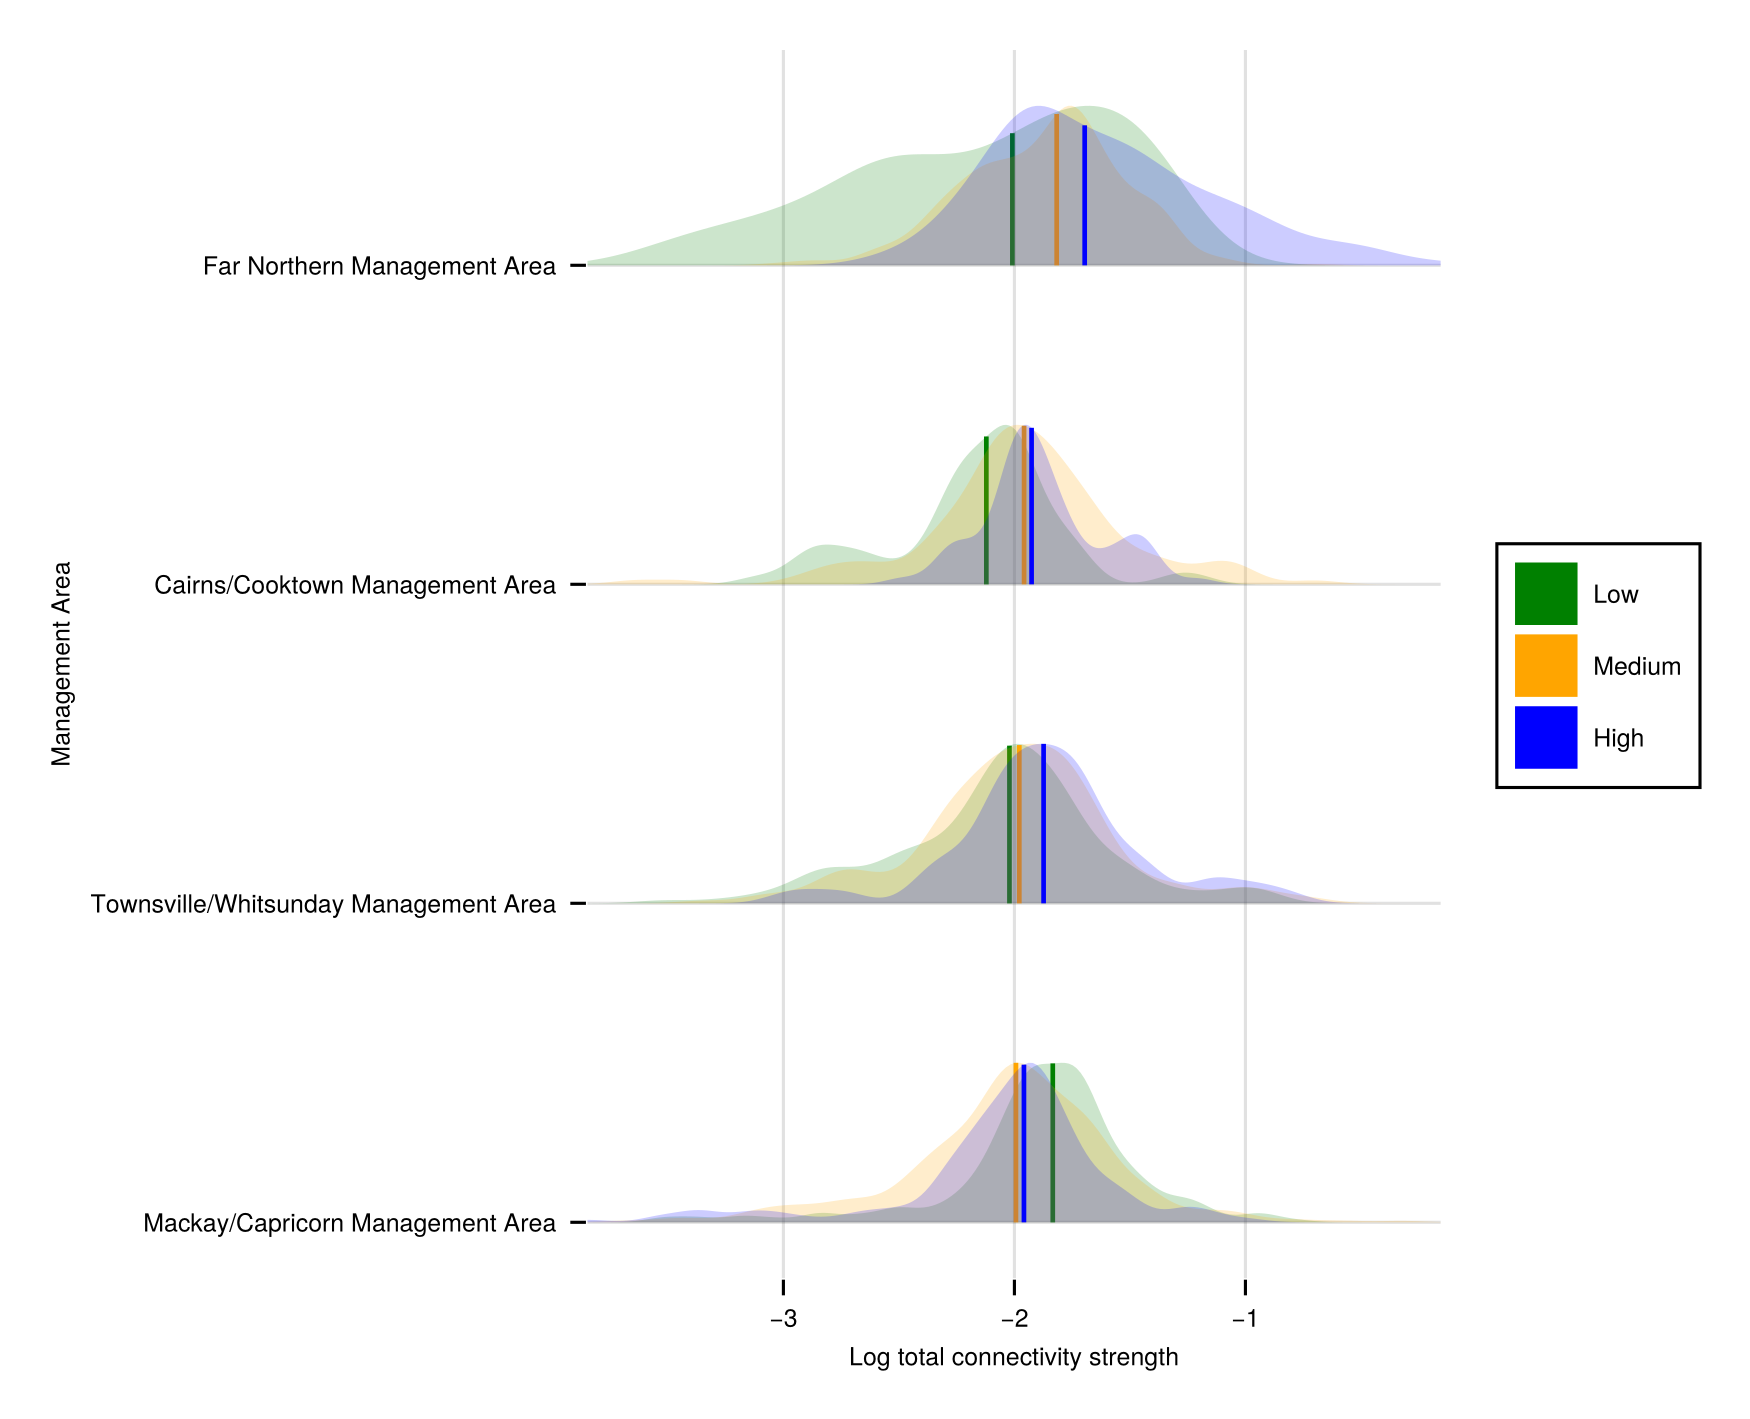 Far Northern Management Area
Cairns/Cooktown Management Area
Townsville/Whitsunday Management Area
Mackay/Capricorn Management Area
Management Area
−3
−2
−1
Log total connectivity strength
Low
Medium
High